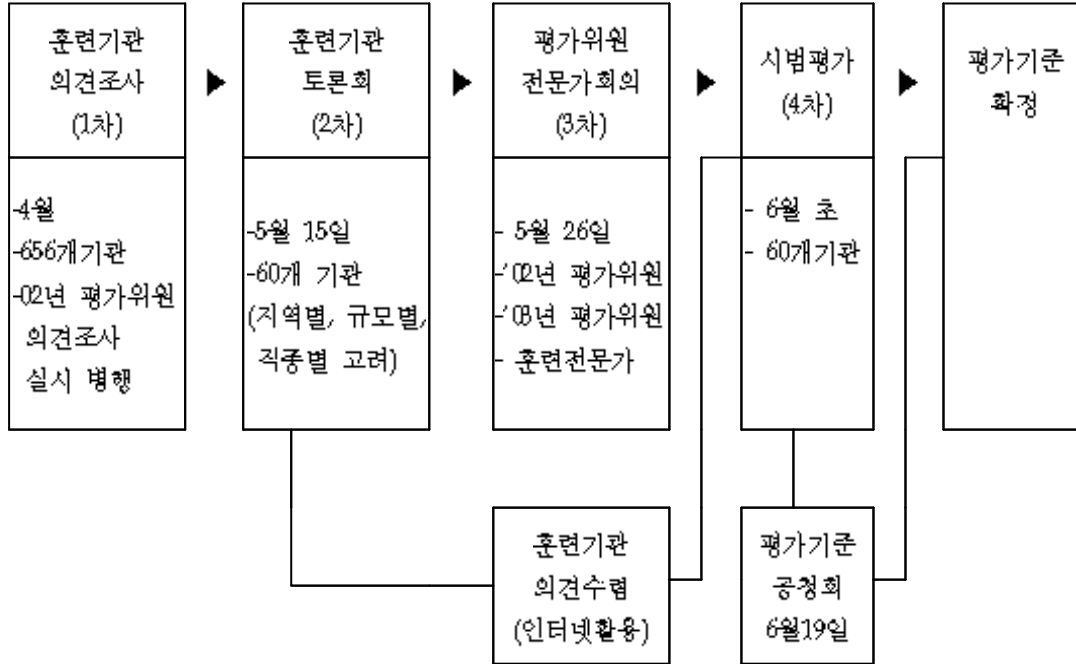 훈련기관
의견조사
(1차)
-4월
-656개기관
-02년 평가위원
의견조사
실시 병행
훈련기관
토론회
(2차)
-5월 15일
-60개 기관
(지역별, 규모별,
직종별 고려)
평가위원
전문가회의
(3차)
- 5월 26일
-'02년 평가위원
-'03년 평가위원
- 훈련전문가
시범평가
(4차)
- 6월 초
- 60개기관
평가기준
확정
훈련기관
의견수렴
(인터넷활용)
평가기준
공청회
6월19일